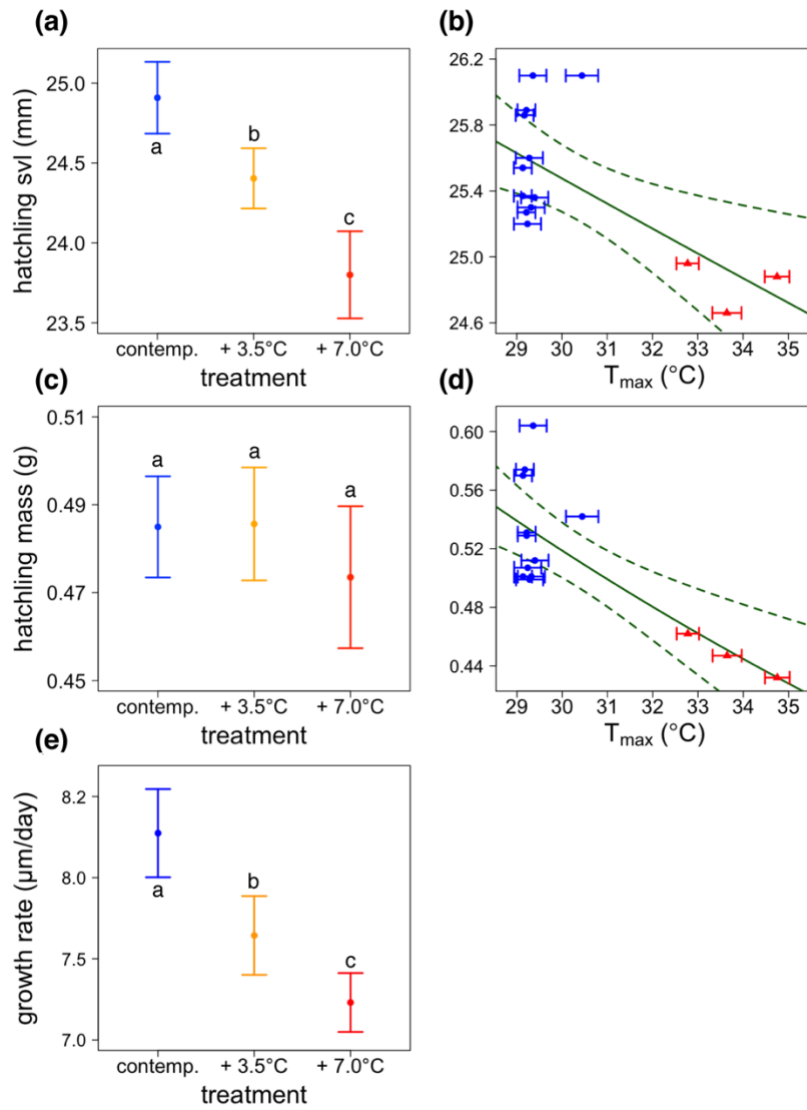 (a)
hatchling svl (mm)
25.0
24.5
24.0
23.5
a
b
c
contemp. + 3.5°C + 7.0°C
treatment
(b)
26.2
25.8
25.4
25.0
24.6
29 30 31 32 33 34 35
Tmax (°C)
(c)
hatchling mass (g)
0.51
0.49
0.47
0.45
a
a
a
contemp. + 3.5°C + 7.0°C
treatment
(d)
0.60
0.56
0.52
0.48
0.44
29 30 31 32 33 34 35
Tmax (°C)
(e)
growth rate (μm/day)
8.2
8.0
7.5
7.0
a
b
c
contemp. + 3.5°C + 7.0°C
treatment